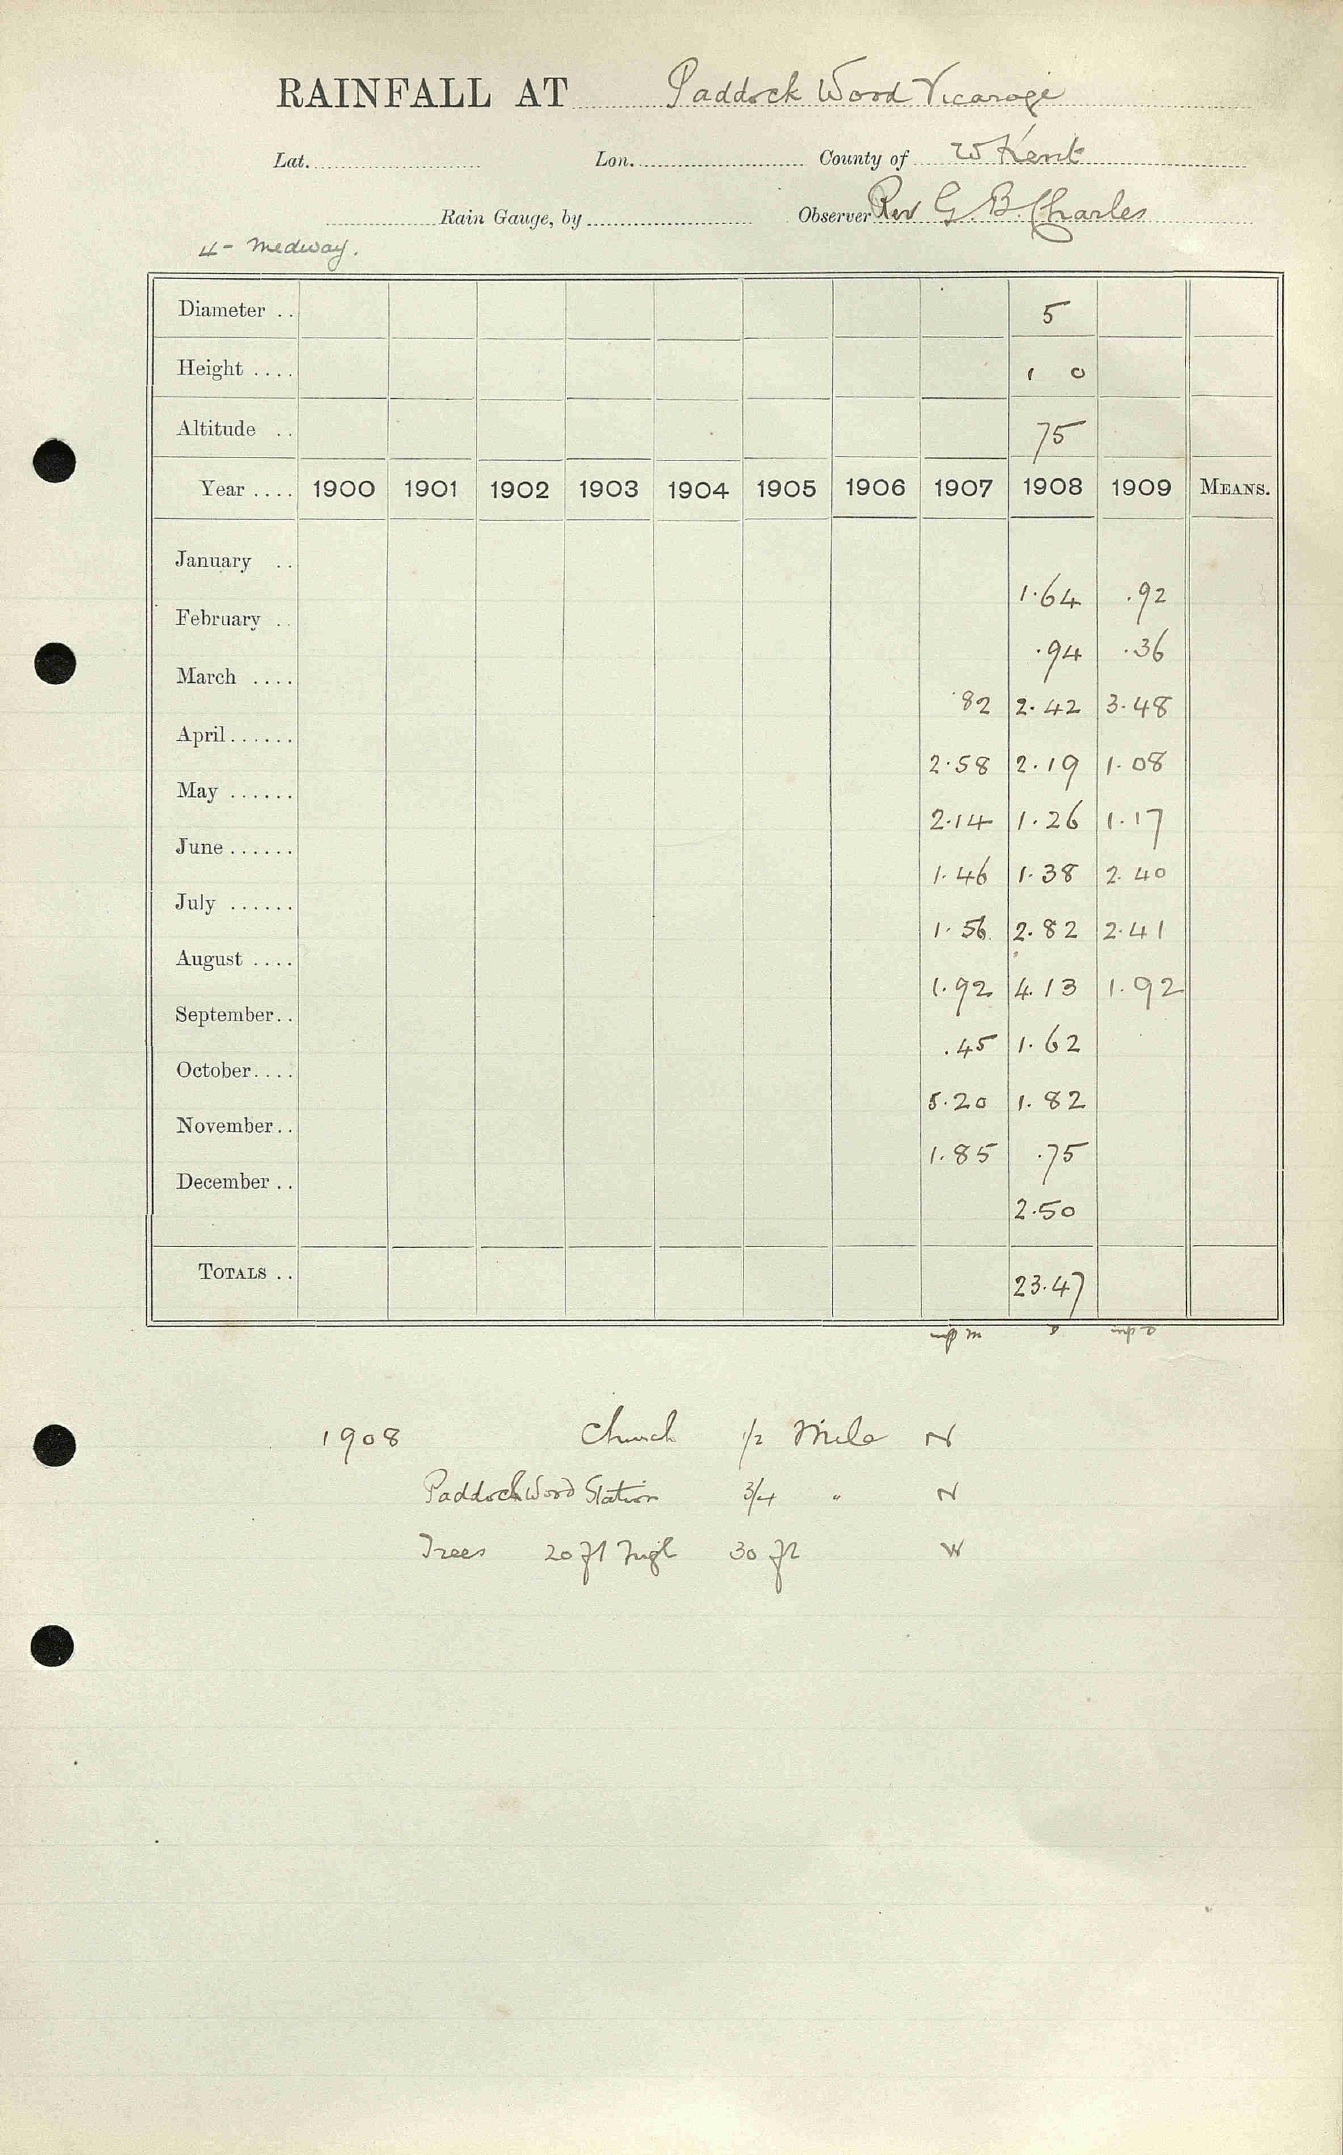 RAINFALL AT Paddock Wood Vicarage
Lat. Lon. County of W Kent
Rain Gauge, by Observer Rev G. B. Charles
4 - Medway.
Diameter .. 5
Height .... 1 0
Altitude .. 75
Year .... 1900 1901 1902 1903 1904 1905 1906 1907 1908 1909 MEANS.
January ..
1.64 .92
February ..
.94 .36
March ....
.82 2.42 3.48
April......
2.58 2.19 1.08
May ......
2.14 1.26 1.17
June ......
1.46 1.38 2.40
July ......
1.56 2.82 2.41
August ....
1.92 4.13 1.92
September..
.45 1.62
October....
5.20 1.82
November..
1.85 .75
December ..
2.50
TOTALS .. 23.47
1908 Church 1/2 Mile N
Paddock Wood Station 3/4 " N
Trees 20 ft high 30 ft W